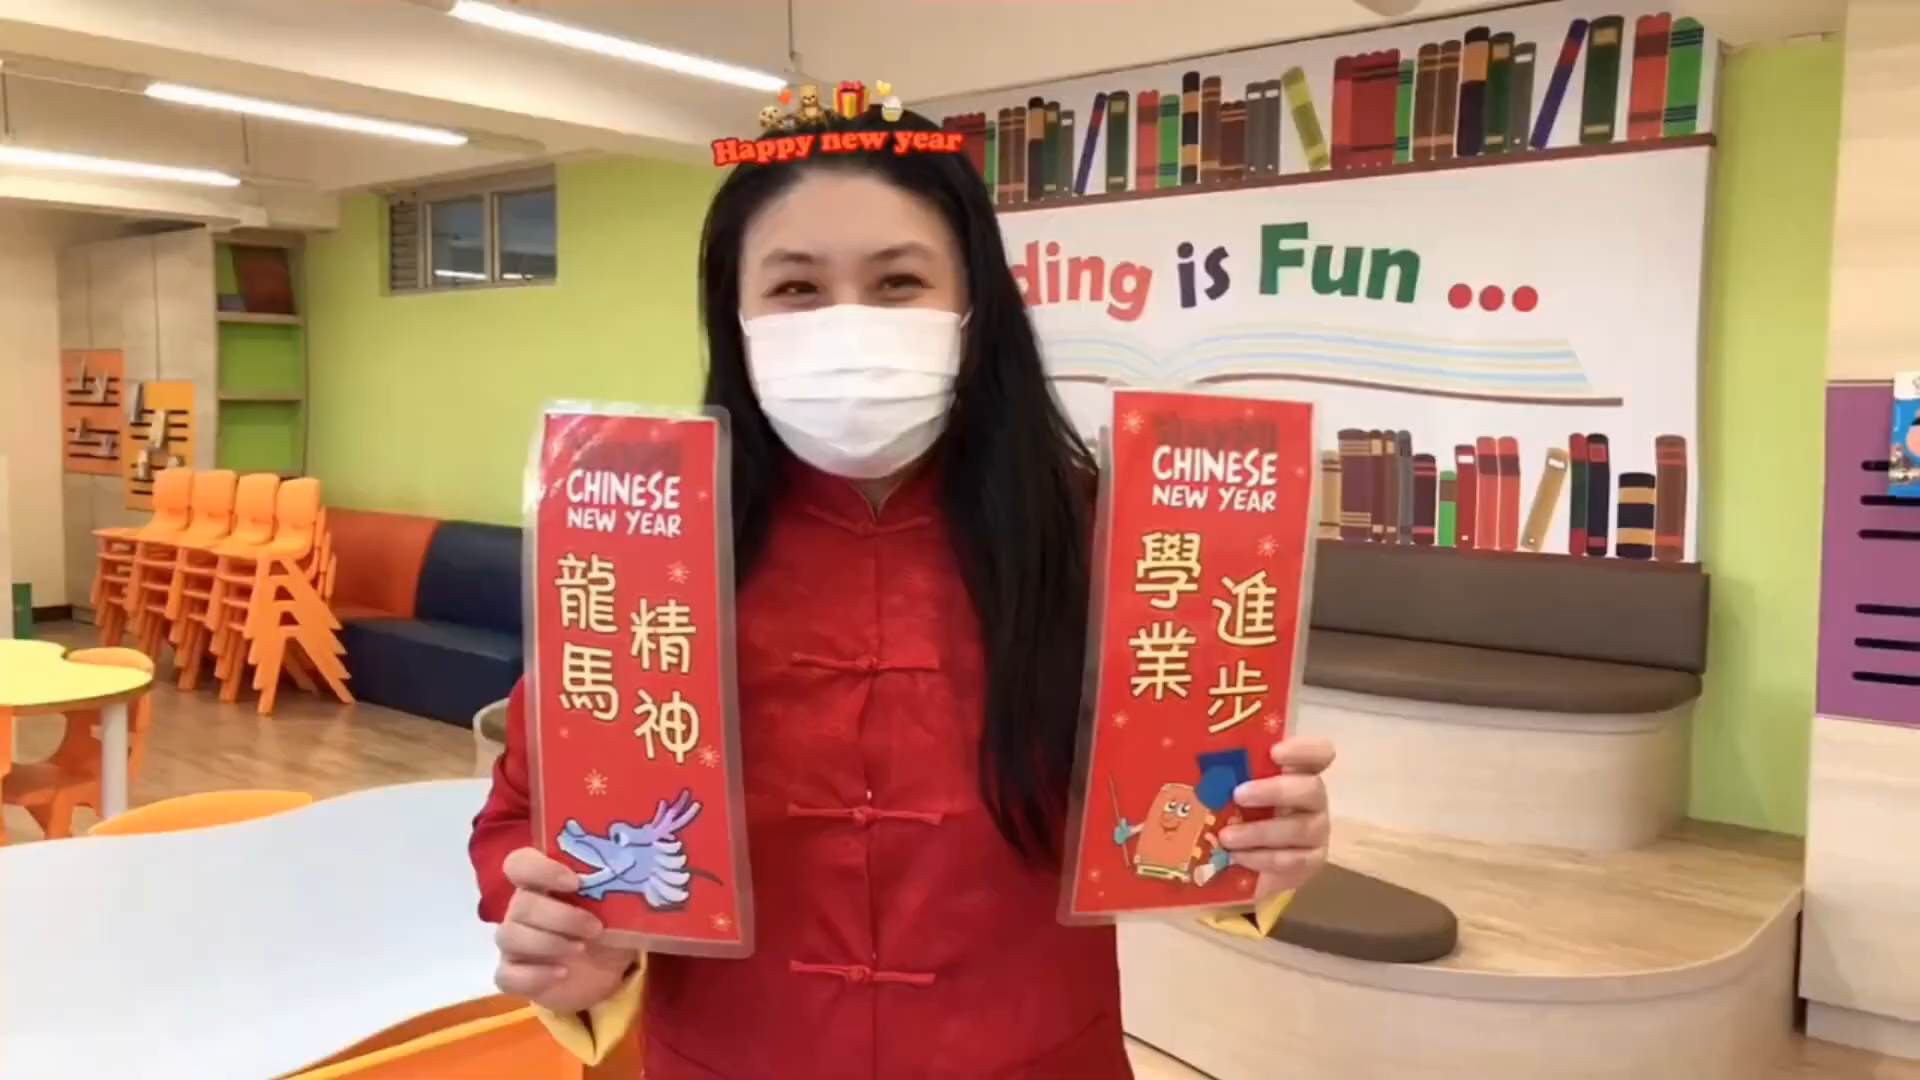 Happy new year
ding is Fun ...
CHINESE
NEW YEAR
龍馬
精神
CHINESE
NEW YEAR
學業
進步